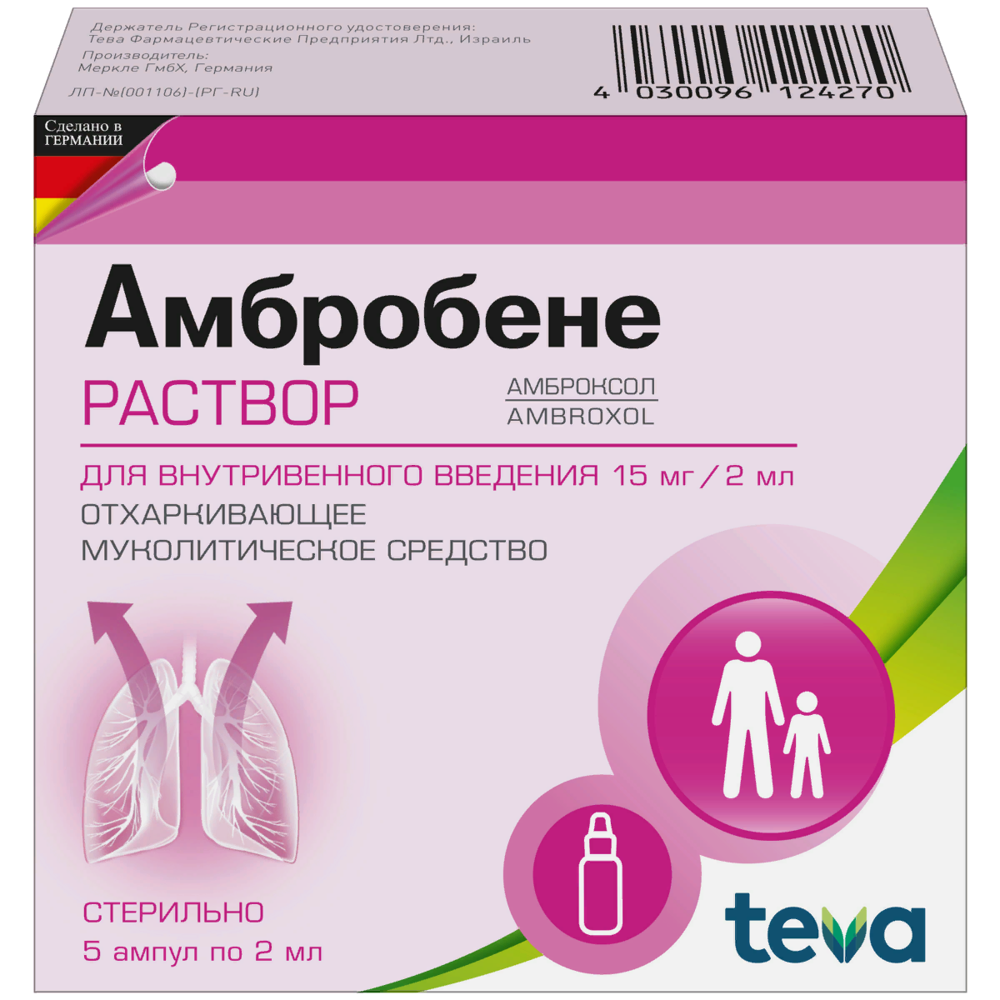 Держатель Регистрационного удостоверения:
Тева Фармацевтические Предприятия Лтд., Израиль
Производитель:
Меркле ГмбХ, Германия
ЛП-№(001106)-(РГ-RU)
4 030096 124270
Сделано в
ГЕРМАНИИ
Амбробене
РАСТВОР
АМБРОКСОЛ
AMBROXOL
ДЛЯ ВНУТРИВЕННОГО ВВЕДЕНИЯ 15 мг / 2 мл
ОТХАРКИВАЮЩЕЕ
МУКОЛИТИЧЕСКОЕ СРЕДСТВО
СТЕРИЛЬНО
5 ампул по 2 мл
teva